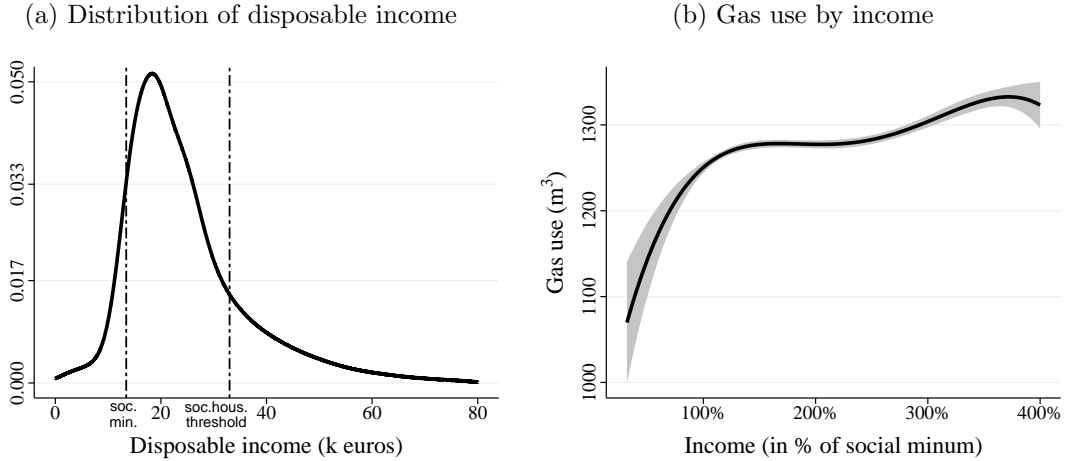 (a) Distribution of disposable income
0.050
0.033
0.017
0.000
0
20
40
60
80
soc.
min.
soc.hous.
threshold
Disposable income (k euros)
(b) Gas use by income
Gas use (m³)
1300
1200
1100
1000
100%
200%
300%
400%
Income (in % of social minum)